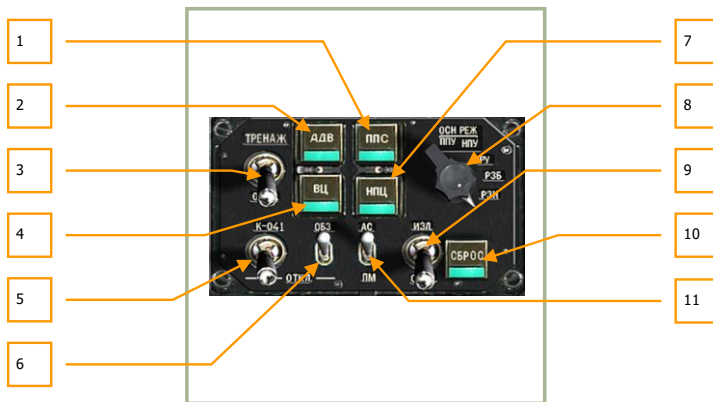 1
2
3
4
5
6
7
8
9
10
11
ТРЕНАЖ
АДВ
ППС
ОСН РЕЖ
ППУ НПУ
РУ
РЗБ
РЗН
ВЦ
НПЦ
К-041
ОБЗ
АС
ИЗЛ
СБРОС
ОТКЛ
ЛМ